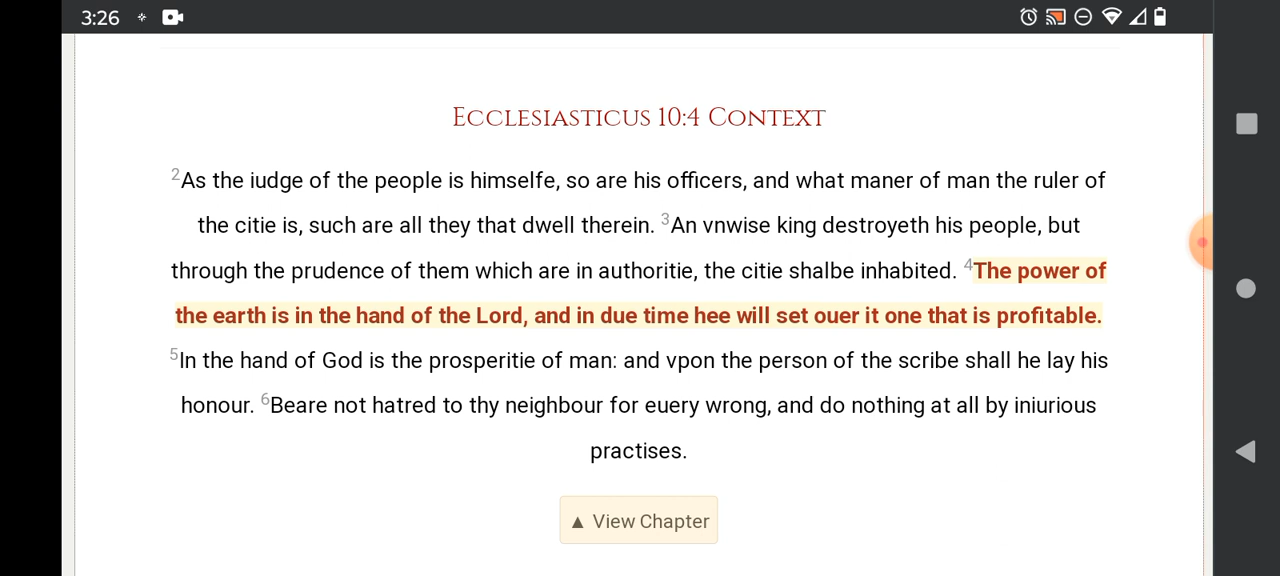 3:26
Ecclesiasticus 10:4 Context
2As the iudge of the people is himselfe, so are his officers, and what maner of man the ruler of
the citie is, such are all they that dwell therein. 3An vnwise king destroyeth his people, but
through the prudence of them which are in authoritie, the citie shalbe inhabited. 4The power of
the earth is in the hand of the Lord, and in due time hee will set ouer it one that is profitable.
5In the hand of God is the prosperitie of man: and vpon the person of the scribe shall he lay his
honour. 6Beare not hatred to thy neighbour for euery wrong, and do nothing at all by iniurious
practises.
▲ View Chapter